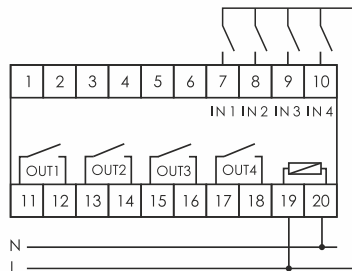 1 2 3 4 5 6 7 8 9 10
IN 1 IN 2 IN 3 IN 4
OUT1 OUT2 OUT3 OUT4
11 12 13 14 15 16 17 18 19 20
N
L